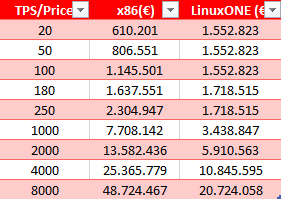 TPS/Price x86(€) LinuxONE (€
20 610.201 1.552.823
50 806.551 1.552.823
100 1.145.501 1.552.823
180 1.637.551 1.718.515
250 2.304.947 1.718.515
1000 7.708.142 3.438.847
2000 13.582.436 5.910.563
4000 25.365.779 10.845.595
8000 48.724.467 20.724.058